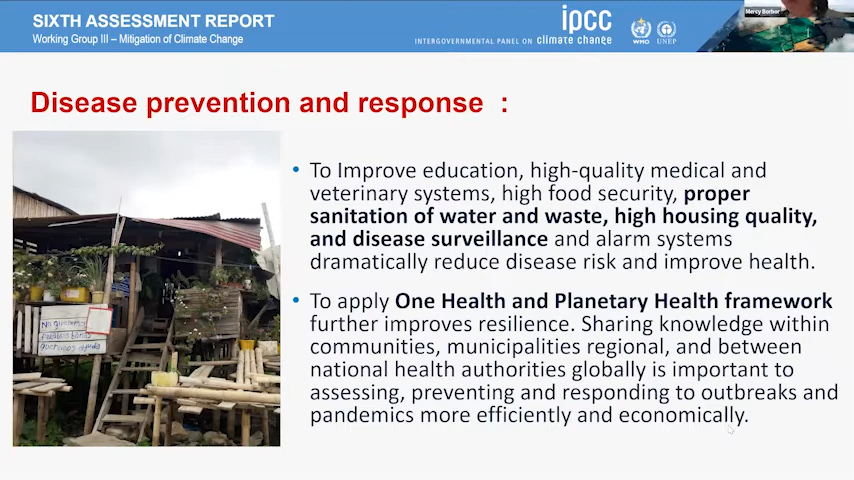 SIXTH ASSESSMENT REPORT
Working Group III – Mitigation of Climate Change
ipcc
INTERGOVERNMENTAL PANEL ON climate change
WMO
UNEP
Mercy Borbor
Disease prevention and response :
• To Improve education, high-quality medical and
veterinary systems, high food security, proper
sanitation of water and waste, high housing quality,
and disease surveillance and alarm systems
dramatically reduce disease risk and improve health.
• To apply One Health and Planetary Health framework
further improves resilience. Sharing knowledge within
communities, municipalities regional, and between
national health authorities globally is important to
assessing, preventing and responding to outbreaks and
pandemics more efficiently and economically.
No queremos